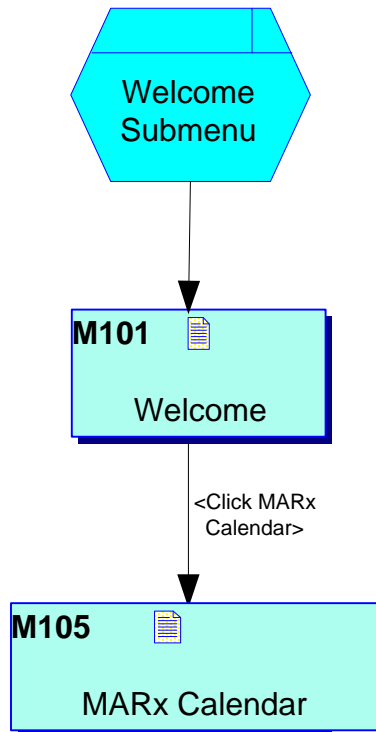 Welcome
Submenu
M101
Welcome
<Click MARx
Calendar>
M105
MARx Calendar